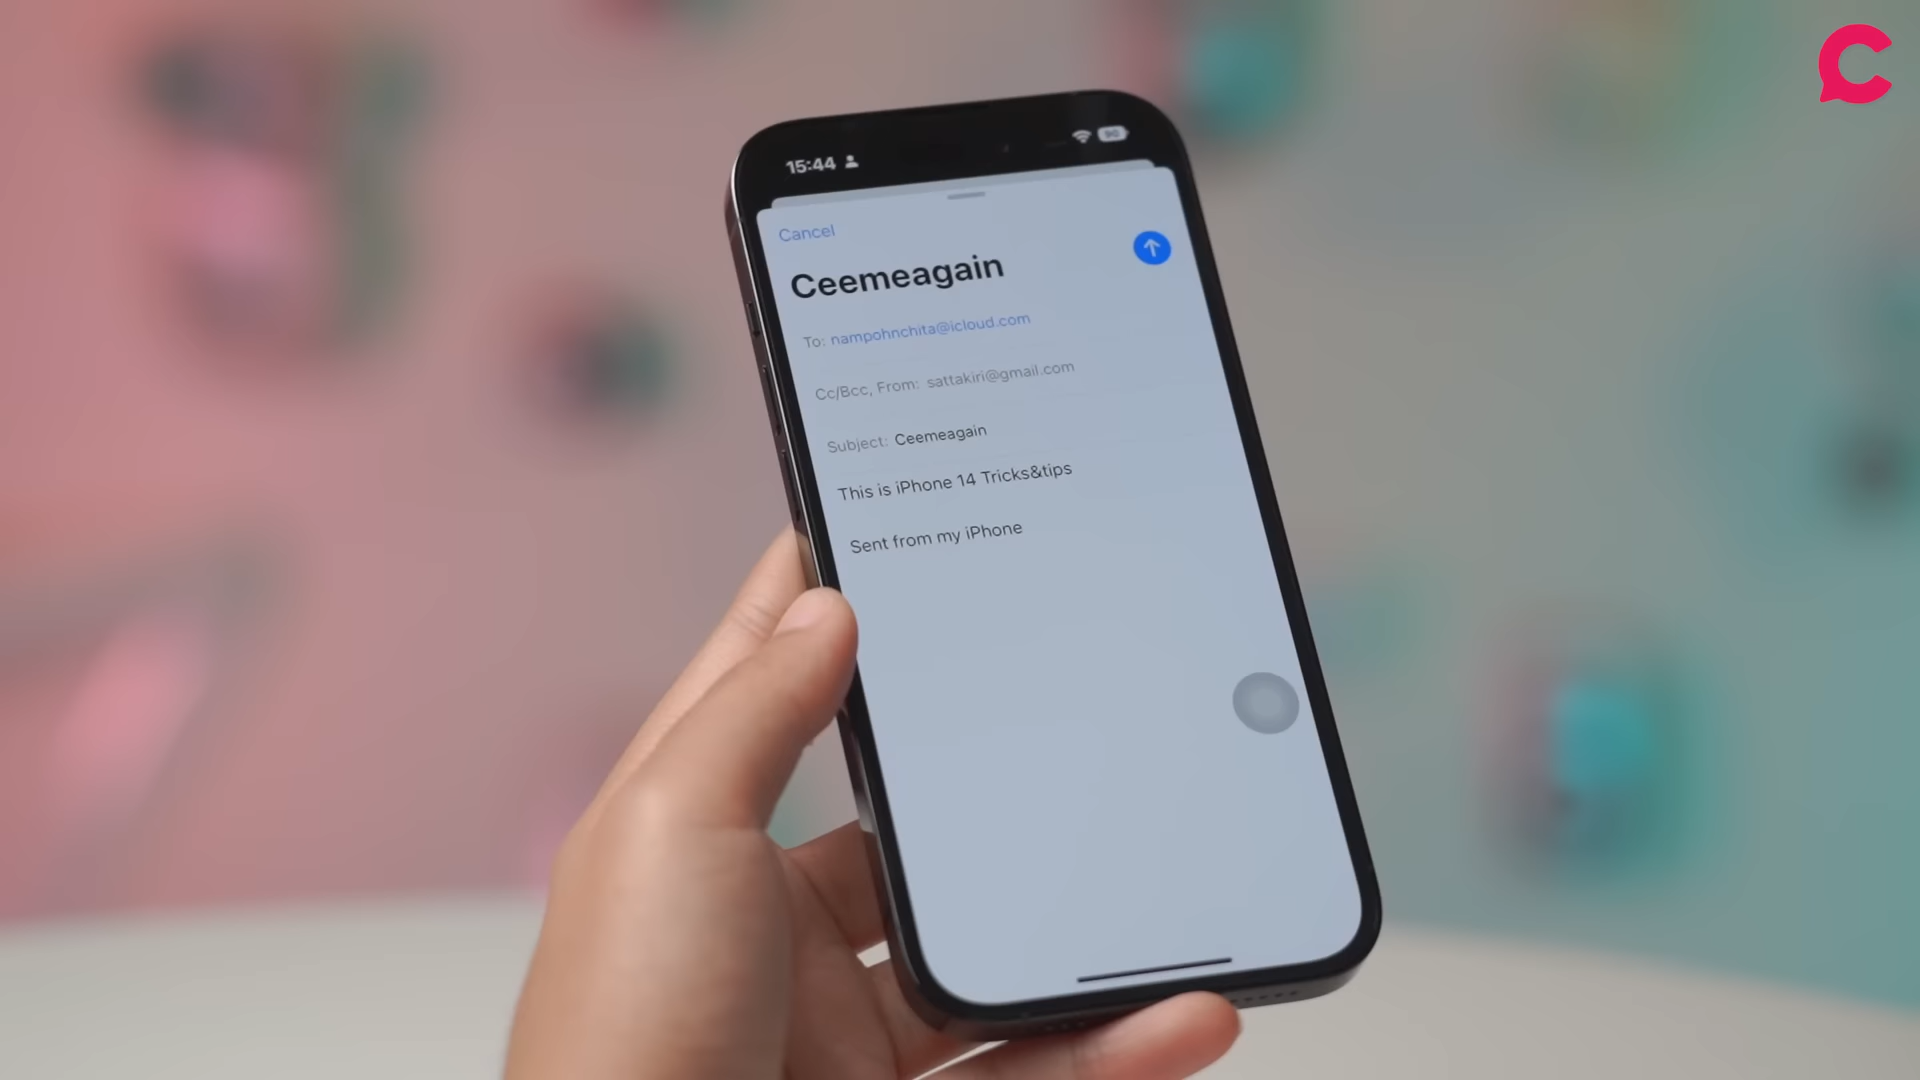 15:44
90
Cancel
Ceemeagain
To: nampohnchita@icloud.com
Cc/Bcc, From: sattakiri@gmail.com
Subject: Ceemeagain
This is iPhone 14 Tricks&tips
Sent from my iPhone